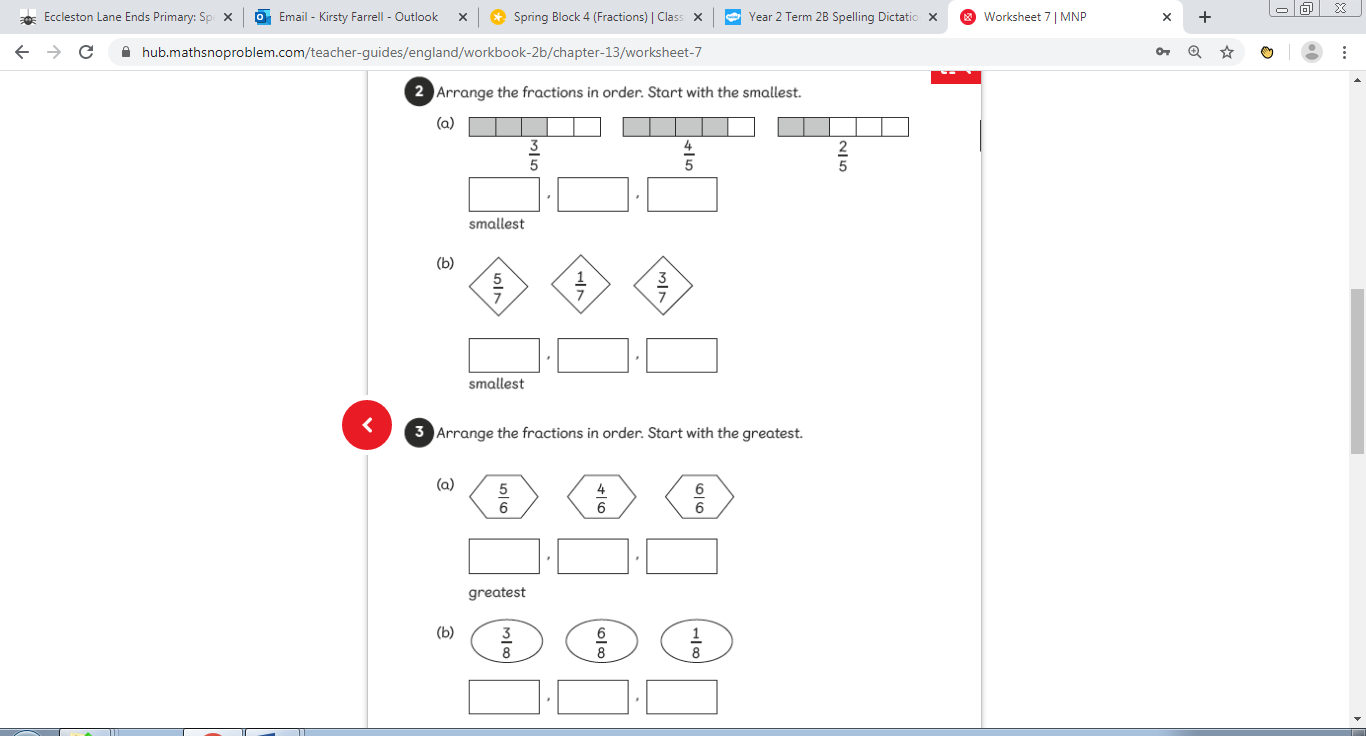 Eccleston Lane Ends Primary: Sp
Email - Kirsty Farrell - Outlook
Spring Block 4 (Fractions) | Class
Year 2 Term 2B Spelling Dictatio
Worksheet 7 | MNP
hub.mathsnoproblem.com/teacher-guides/england/workbook-2b/chapter-13/worksheet-7
2 Arrange the fractions in order. Start with the smallest.
(a)
3/5 4/5 2/5
, ,
smallest
(b) 5/7 1/7 3/7
, ,
smallest
3 Arrange the fractions in order. Start with the greatest.
(a) 5/6 4/6 6/6
, ,
greatest
(b) 3/8 6/8 1/8
, ,